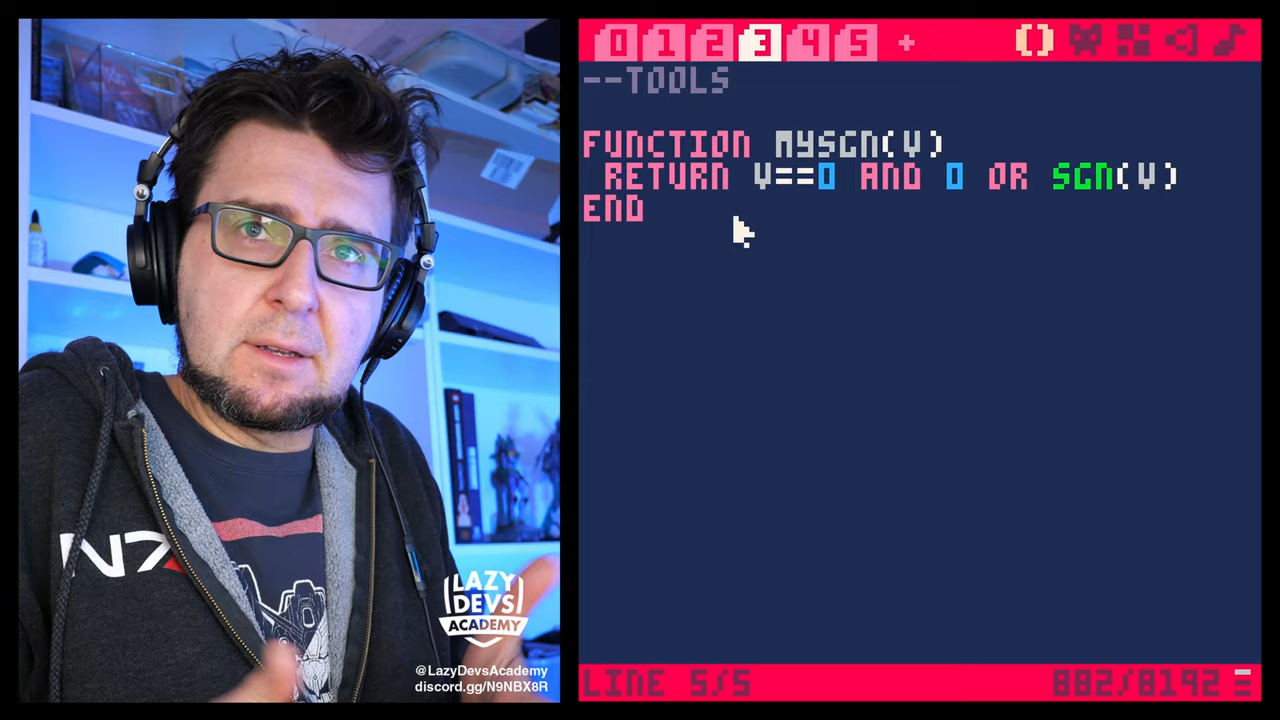 N7
LAZY
DEVS
ACADEMY
@LazyDevsAcademy
discord.gg/N9NBX8R
0 1 2 3 4 5 +
--TOOLS
FUNCTION MYSGN(V)
RETURN V==0 AND 0 OR SGN(V)
END
LINE 5/5
882/8192